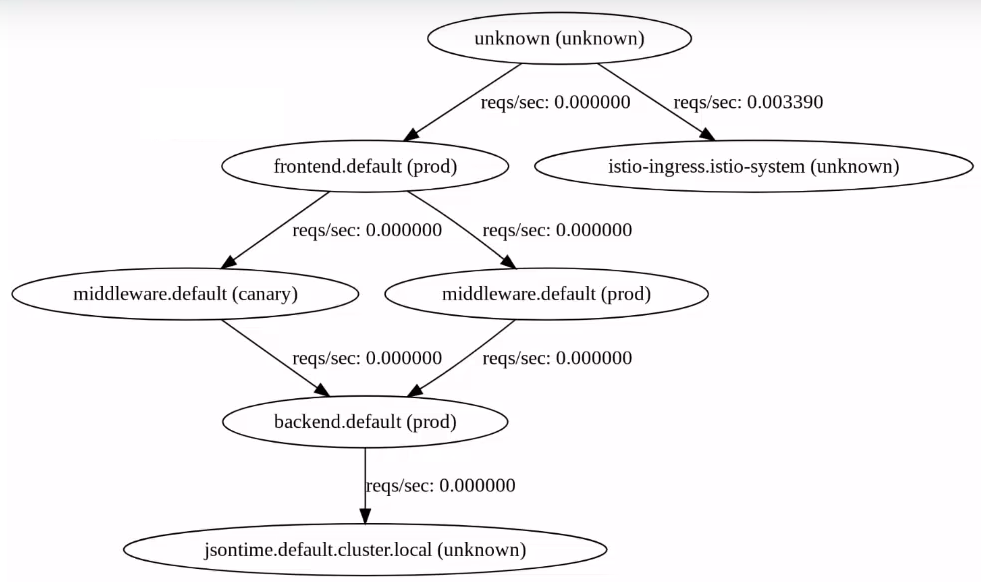 unknown (unknown)
reqs/sec: 0.000000
reqs/sec: 0.003390
frontend.default (prod)
istio-ingress.istio-system (unknown)
reqs/sec: 0.000000
reqs/sec: 0.000000
middleware.default (canary)
middleware.default (prod)
reqs/sec: 0.000000
reqs/sec: 0.000000
backend.default (prod)
reqs/sec: 0.000000
jsontime.default.cluster.local (unknown)